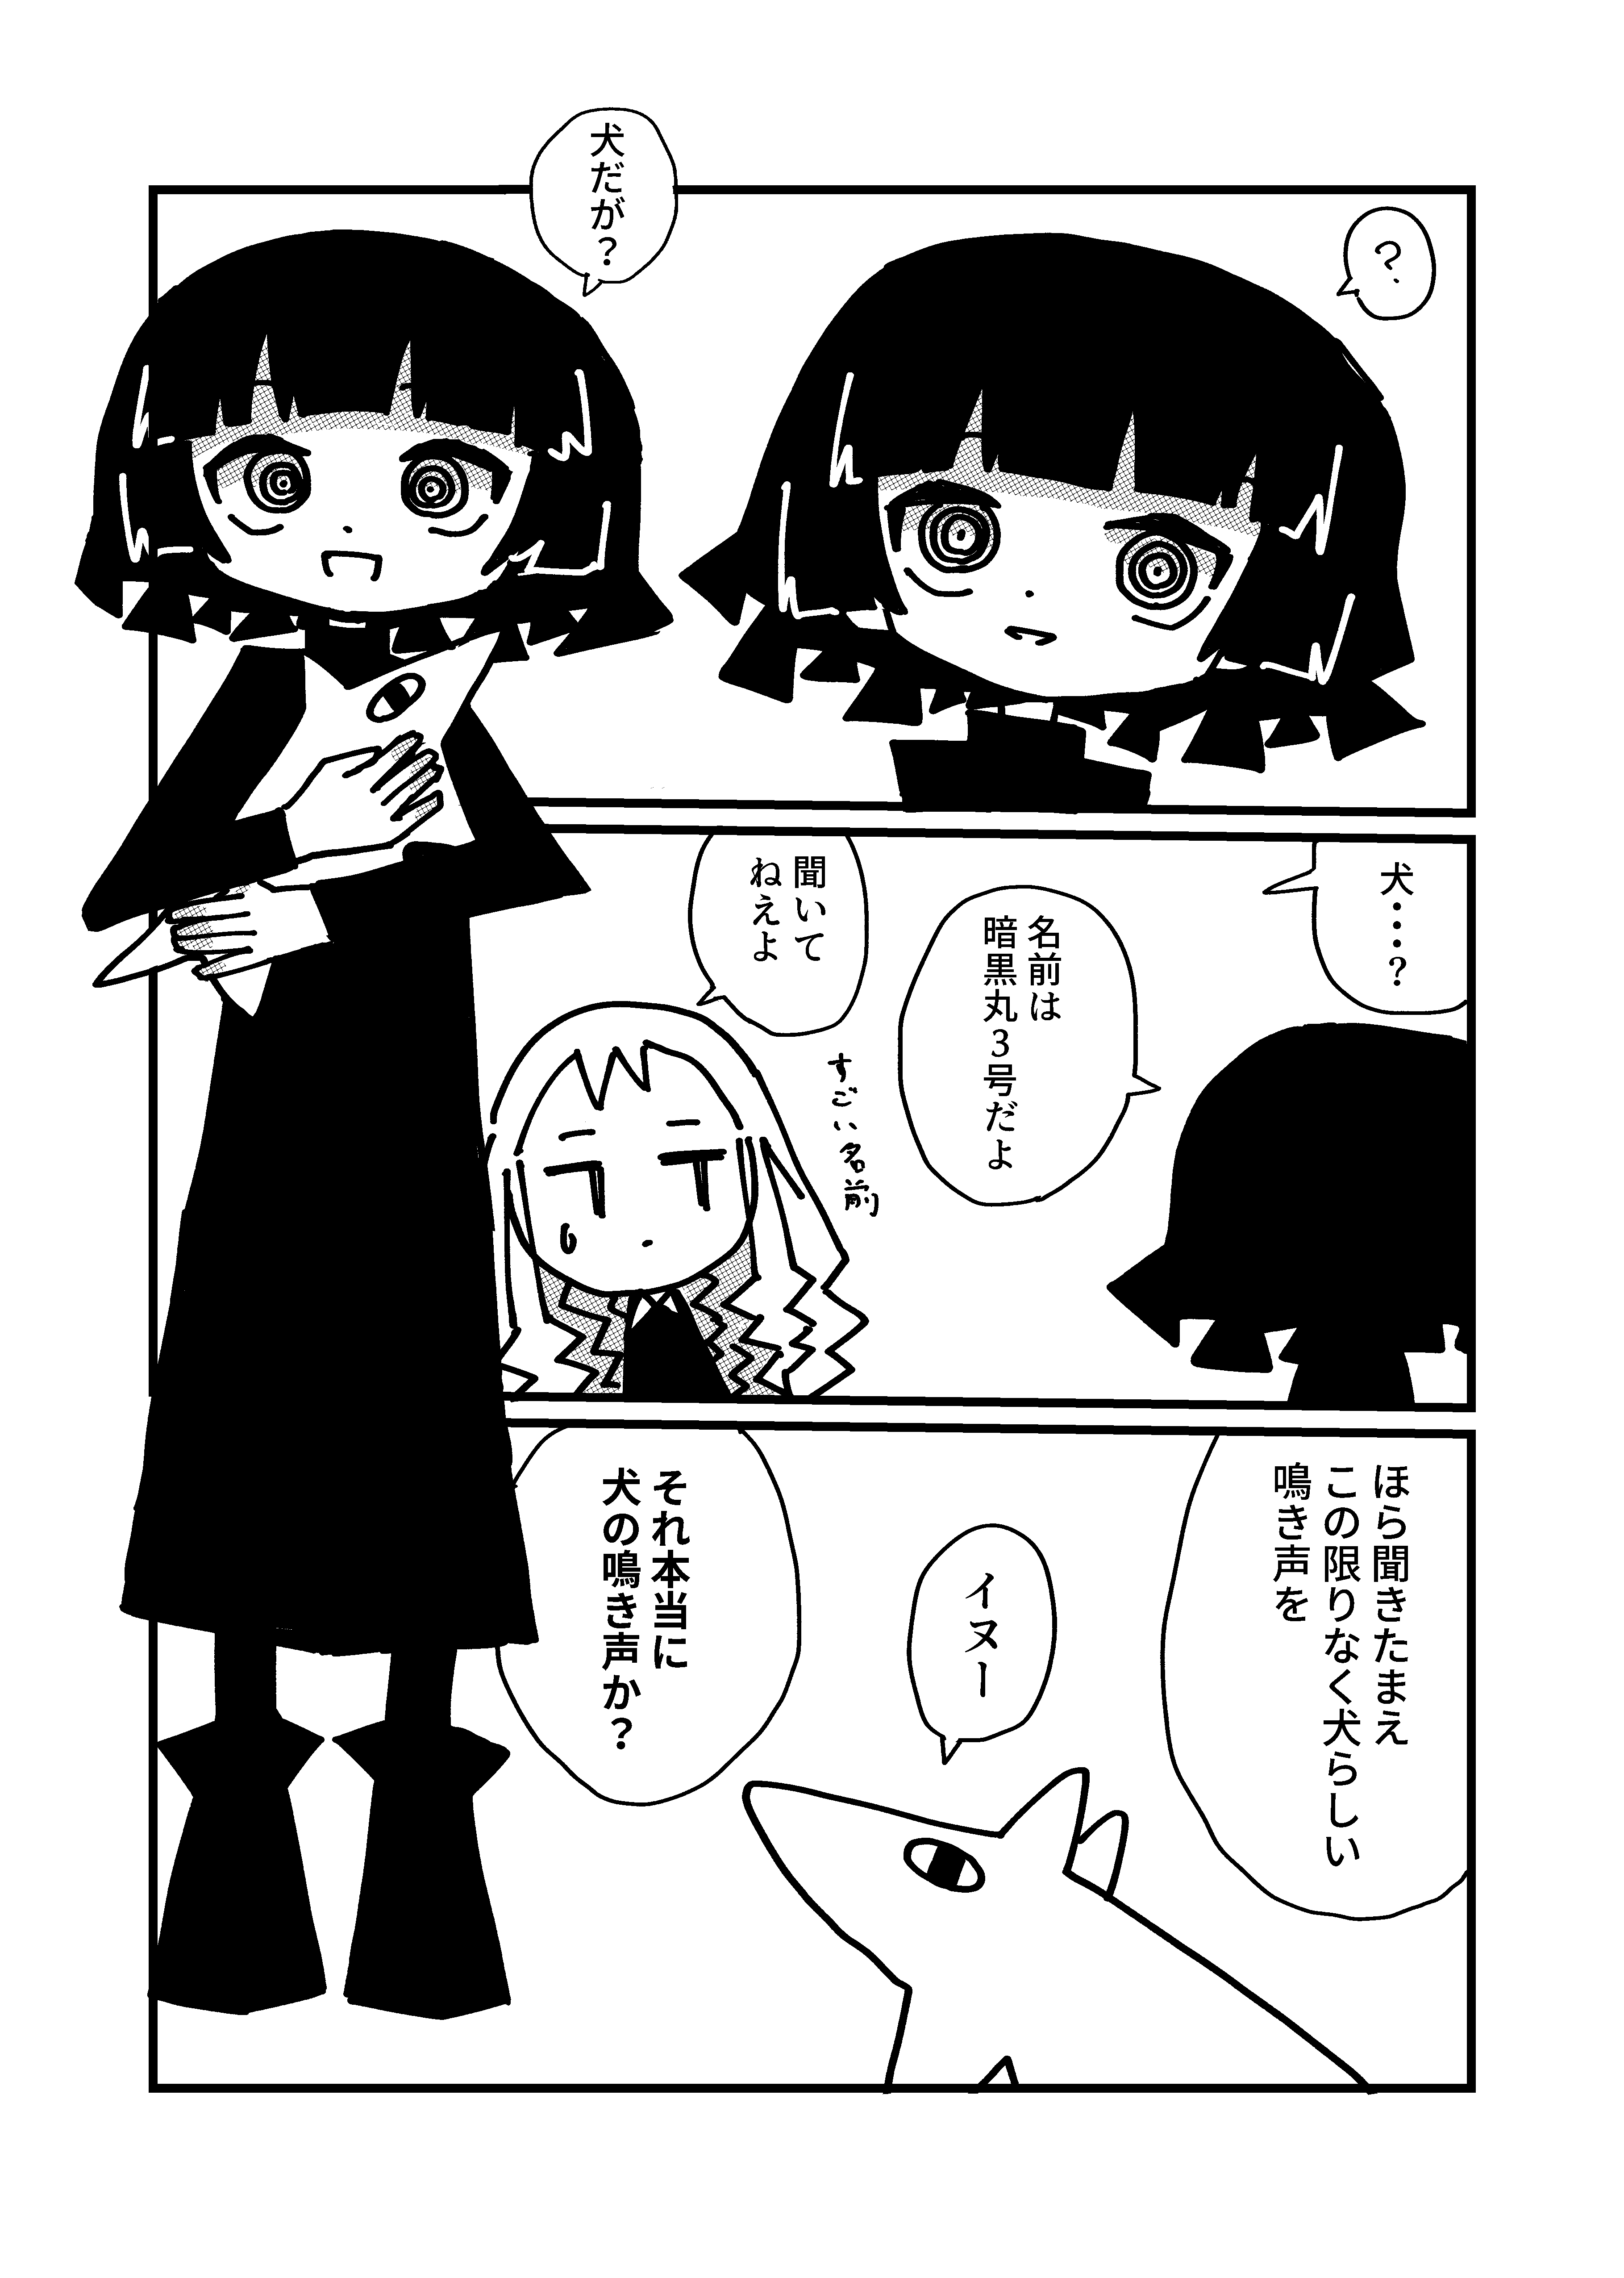 ?
犬だが?
犬……?
名前は
暗黒丸3号だよ
すごい名前
聞いて
ねえよ
ほら聞きたまえ
この限りなく犬らしい
鳴き声を
イヌー
それ本当に
犬の鳴き声か?